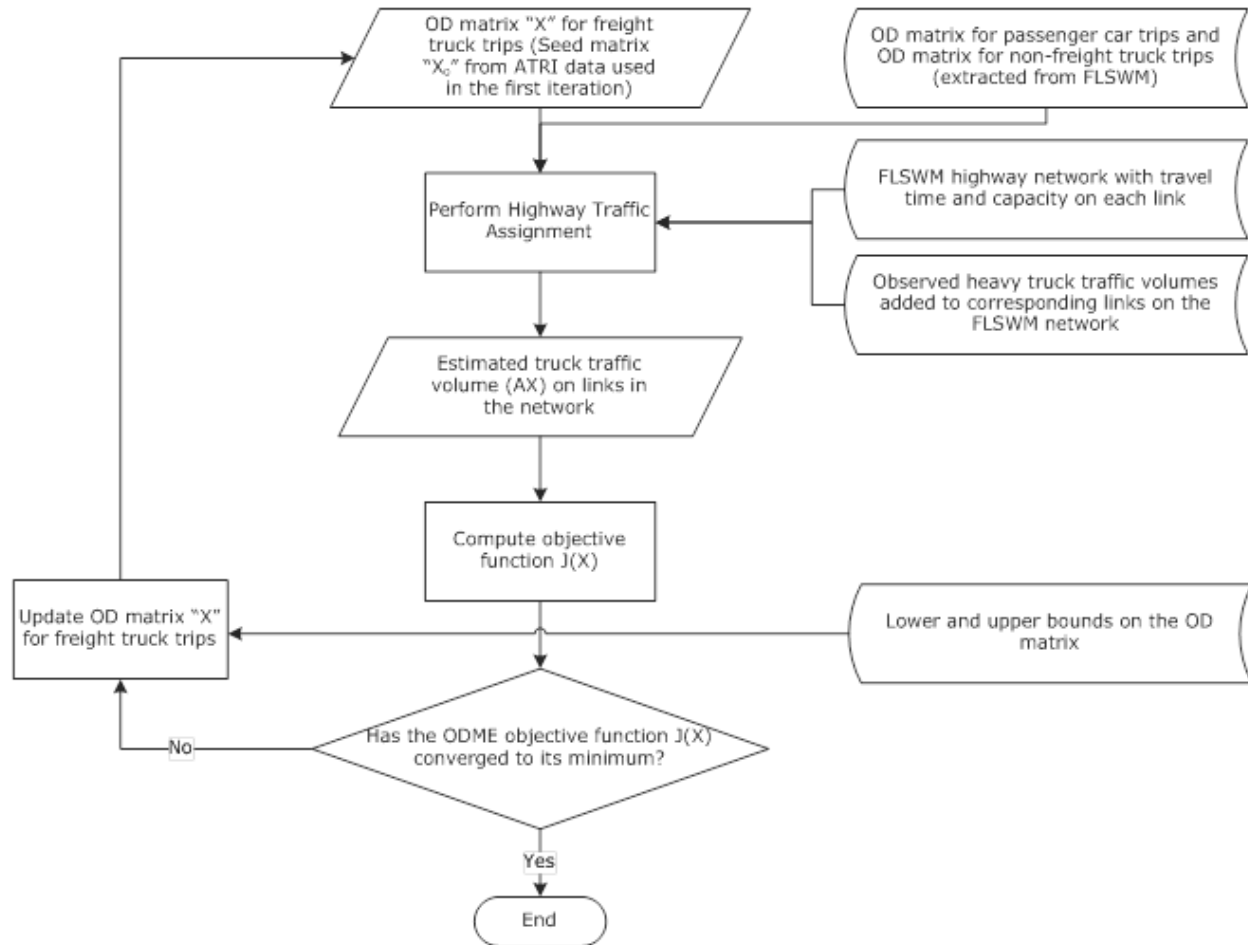 OD matrix “X” for freight
truck trips (Seed matrix
“X₀” from ATRI data used
in the first iteration)
OD matrix for passenger car trips and
OD matrix for non-freight truck trips
(extracted from FLSWM)
Perform Highway Traffic
Assignment
FLSWM highway network with travel
time and capacity on each link
Observed heavy truck traffic volumes
added to corresponding links on the
FLSWM network
Estimated truck traffic
volume (AX) on links in
the network
Compute objective
function J(X)
Update OD matrix “X”
for freight truck trips
Lower and upper bounds on the OD
matrix
Has the ODME objective function J(X)
converged to its minimum?
No
Yes
End